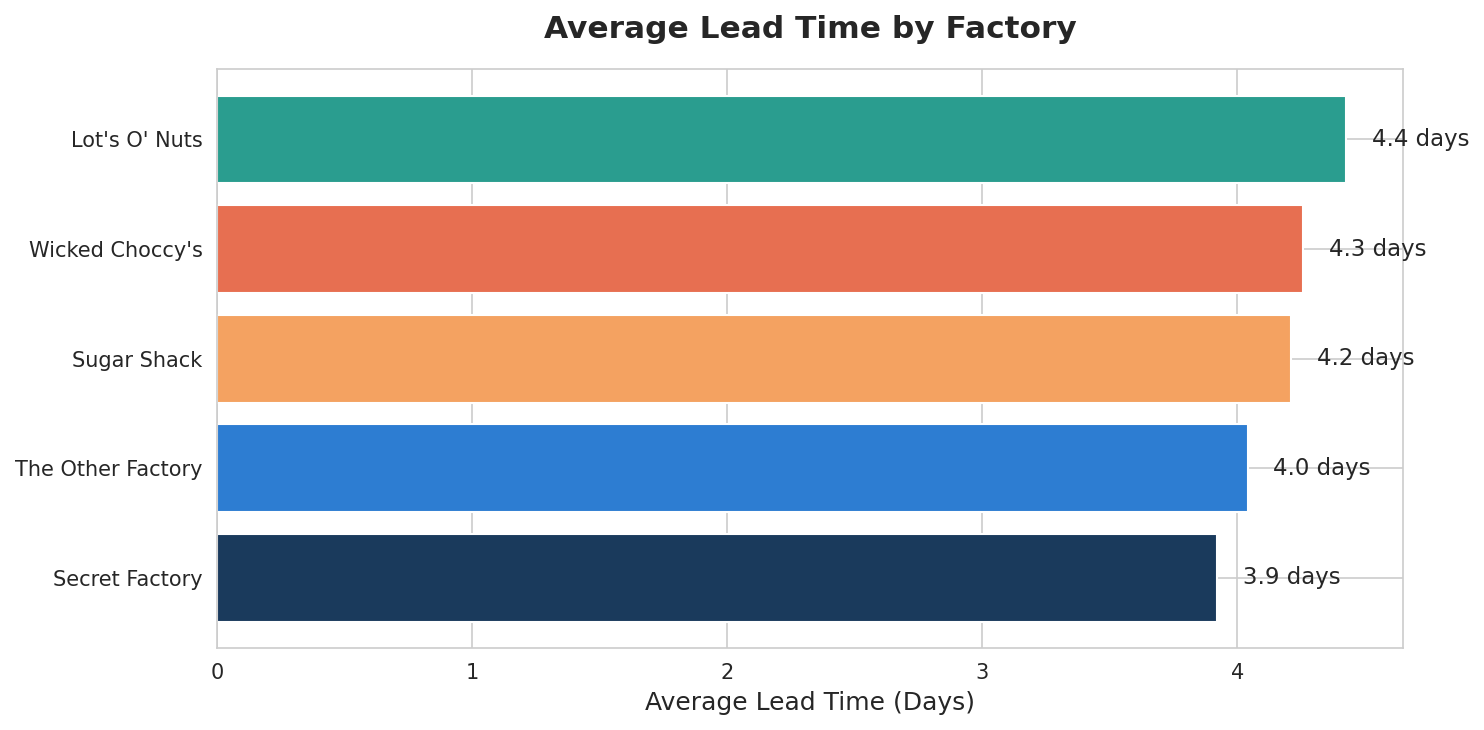 Average Lead Time by Factory
Lot's O' Nuts
4.4 days
Wicked Choccy's
4.3 days
Sugar Shack
4.2 days
The Other Factory
4.0 days
Secret Factory
3.9 days
0 1 2 3 4
Average Lead Time (Days)